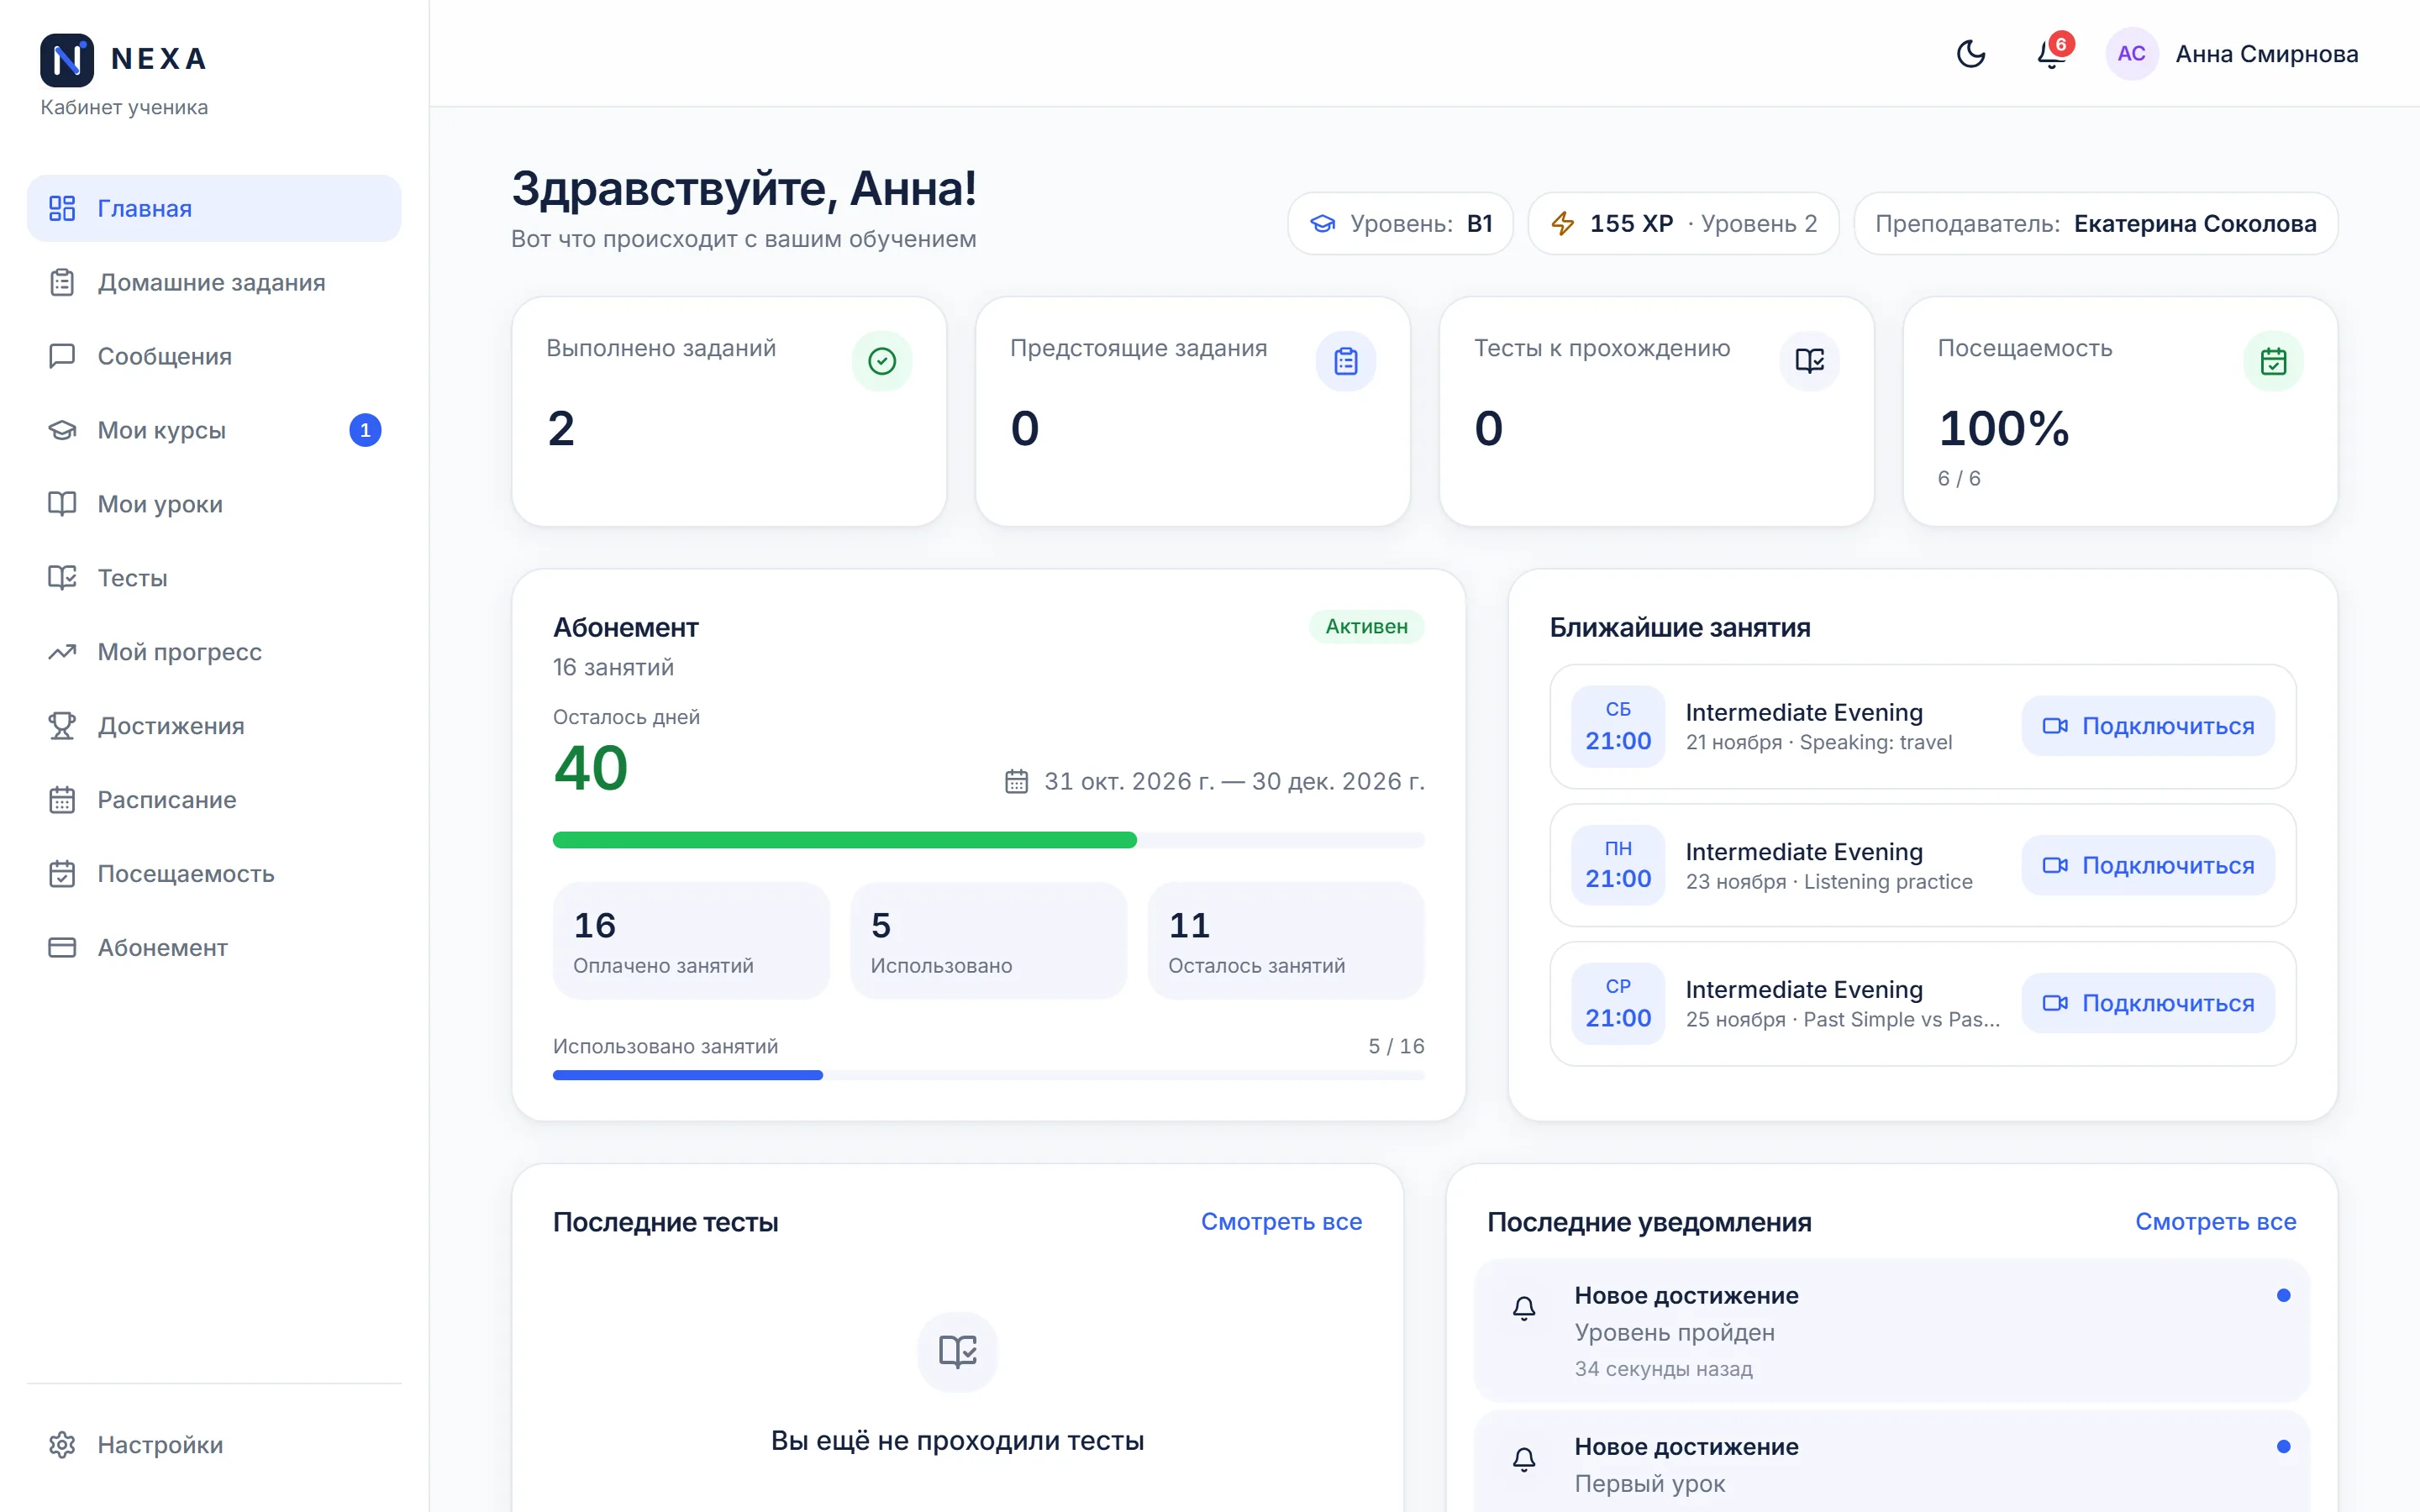 NEXA
Кабинет ученика
Главная
Домашние задания
Сообщения
Мои курсы
1
Мои уроки
Тесты
Мой прогресс
Достижения
Расписание
Посещаемость
Абонемент
Настройки
6
АС
Анна Смирнова
Здравствуйте, Анна!
Вот что происходит с вашим обучением
Уровень: B1
155 XP · Уровень 2
Преподаватель: Екатерина Соколова
Выполнено заданий
2
Предстоящие задания
0
Тесты к прохождению
0
Посещаемость
100%
6 / 6
Абонемент
Активен
16 занятий
Осталось дней
40
31 окт. 2026 г. — 30 дек. 2026 г.
16
Оплачено занятий
5
Использовано
11
Осталось занятий
Использовано занятий
5 / 16
Ближайшие занятия
СБ
21:00
Intermediate Evening
21 ноября · Speaking: travel
Подключиться
ПН
21:00
Intermediate Evening
23 ноября · Listening practice
Подключиться
СР
21:00
Intermediate Evening
25 ноября · Past Simple vs Pas...
Подключиться
Последние тесты
Смотреть все
Вы ещё не проходили тесты
Последние уведомления
Смотреть все
Новое достижение
Уровень пройден
34 секунды назад
Новое достижение
Первый урок